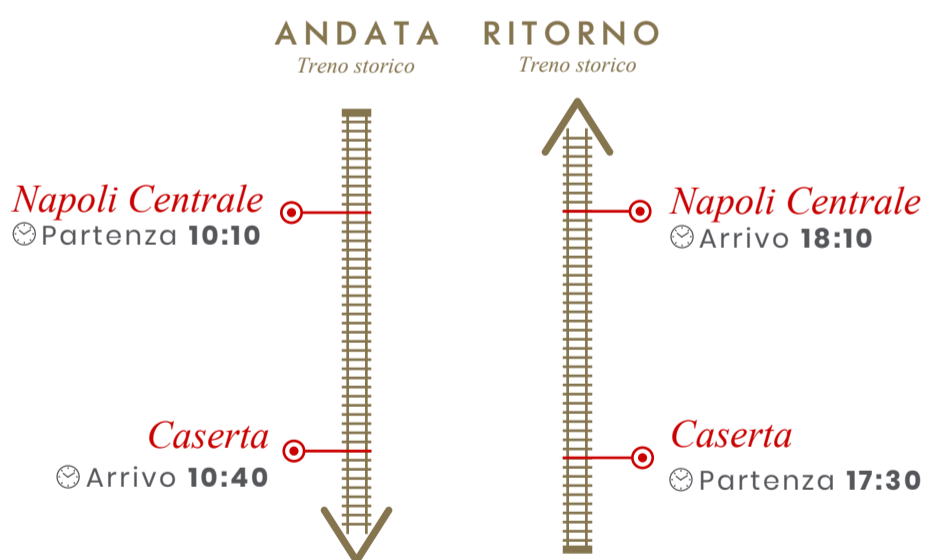 ANDATA
Treno storico
Napoli Centrale
Partenza 10:10
Caserta
Arrivo 10:40
RITORNO
Treno storico
Napoli Centrale
Arrivo 18:10
Caserta
Partenza 17:30